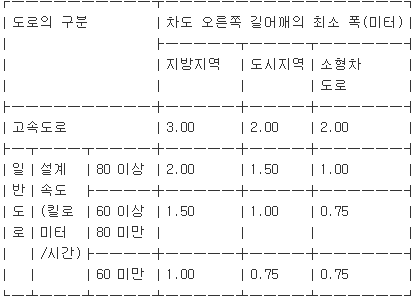 도로의 구분 차도 오른쪽 길어깨의 최소 폭(미터)
지방지역 도시지역 소형차
도로
고속도로 3.00 2.00 2.00
일 설계 80 이상 2.00 1.50 1.00
반 속도
도 (킬로 60 이상 1.50 1.00 0.75
로 미터 80 미만
/시간)
60 미만 1.00 0.75 0.75